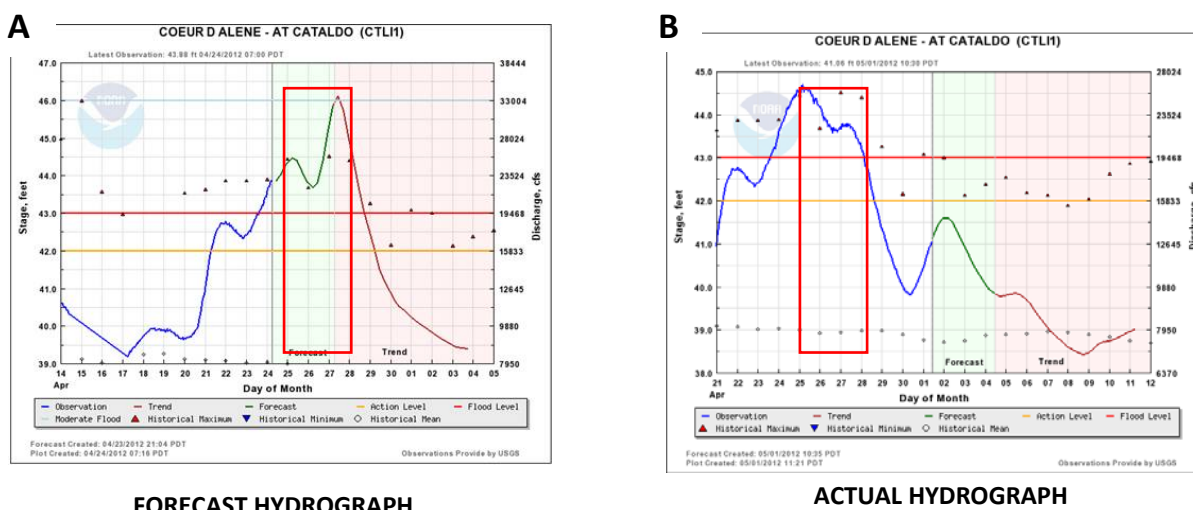 A
COEUR D ALENE - AT CATALDO (CTLI1)
Latest Observation: 43.88 ft 04/24/2012 07:00 PDT
47.0
46.0
45.0
44.0
43.0
42.0
41.0
40.0
39.0
Stage, feet
NOAA
38444
33004
28024
23524
19468
15833
12645
9880
7950
Discharge, cfs
Forecast
Trend
14 15 16 17 18 19 20 21 22 23 24 25 26 27 28 29 30 01 02 03 04 05
Apr
Day of Month
Observation Trend Forecast Action Level Flood Level
Moderate Flood Historical Maximum Historical Minimum Historical Mean
Forecast Created: 04/23/2012 21:04 PDT
Plot Created: 04/24/2012 07:16 PDT
Observations Provide by USGS
FORECAST HYDROGRAPH
B
COEUR D ALENE - AT CATALDO (CTLI1)
Latest Observation: 41.06 ft 05/01/2012 10:30 PDT
45.0
44.0
43.0
42.0
41.0
40.0
39.0
38.0
Stage, feet
NOAA
28024
23524
19468
15833
12645
9880
7950
6370
Discharge, cfs
Forecast
Trend
21 22 23 24 25 26 27 28 29 30 01 02 03 04 05 06 07 08 09 10 11 12
Apr
Day of Month
Observation Trend Forecast Action Level Flood Level
Historical Maximum Historical Minimum Historical Mean
Forecast Created: 05/01/2012 10:35 PDT
Plot Created: 05/01/2012 11:21 PDT
Observations Provide by USGS
ACTUAL HYDROGRAPH